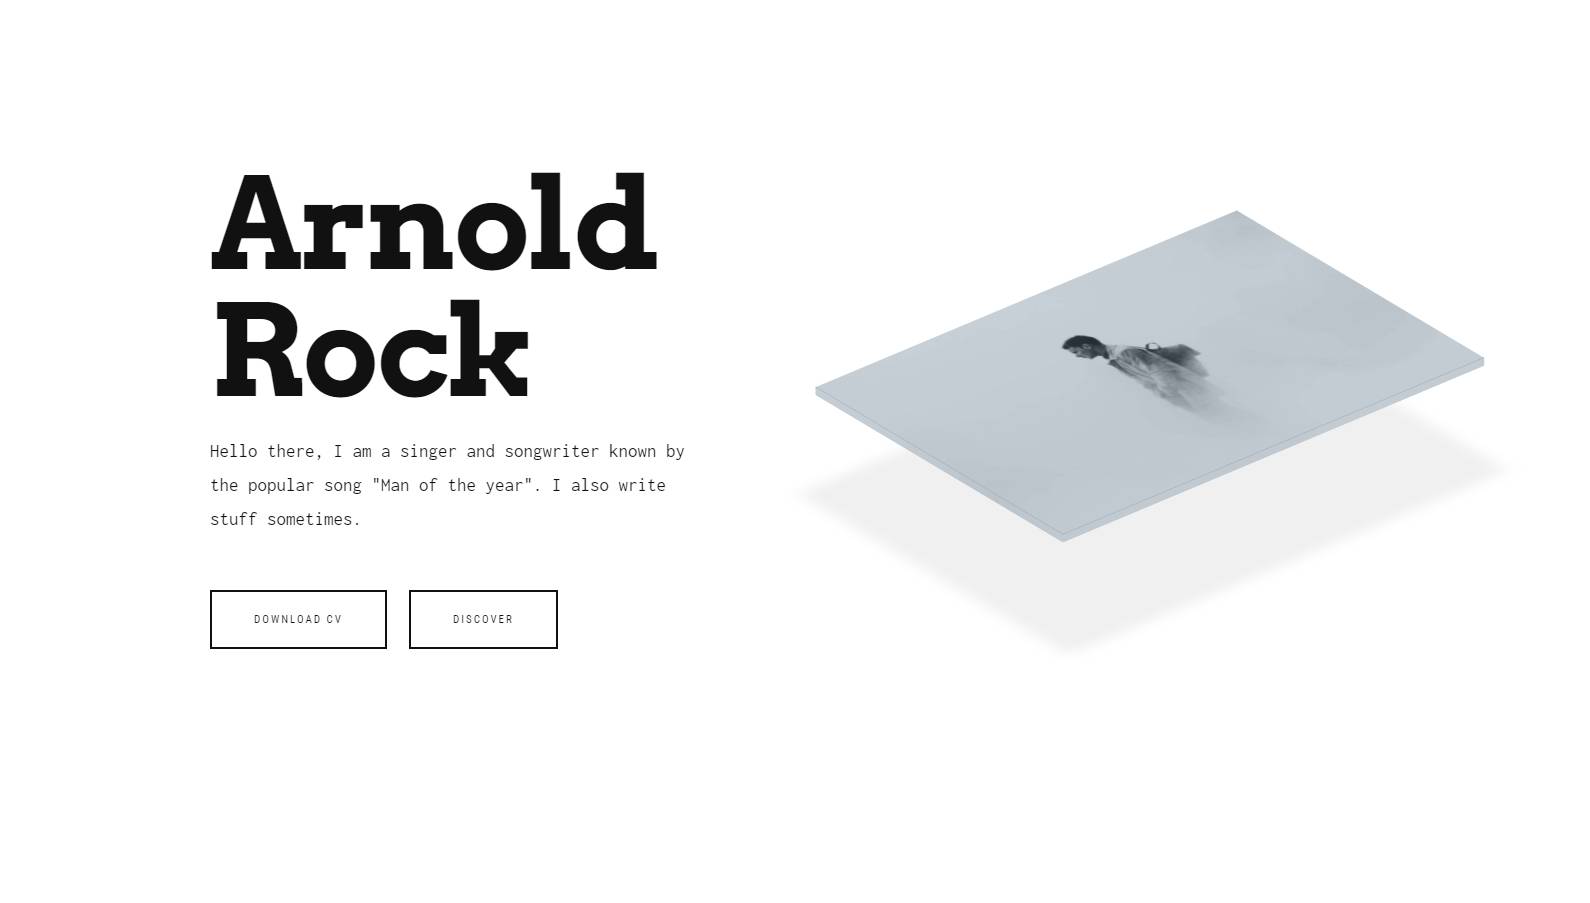 Arnold
Rock
Hello there, I am a singer and songwriter known by
the popular song "Man of the year". I also write
stuff sometimes.
DOWNLOAD CV
DISCOVER